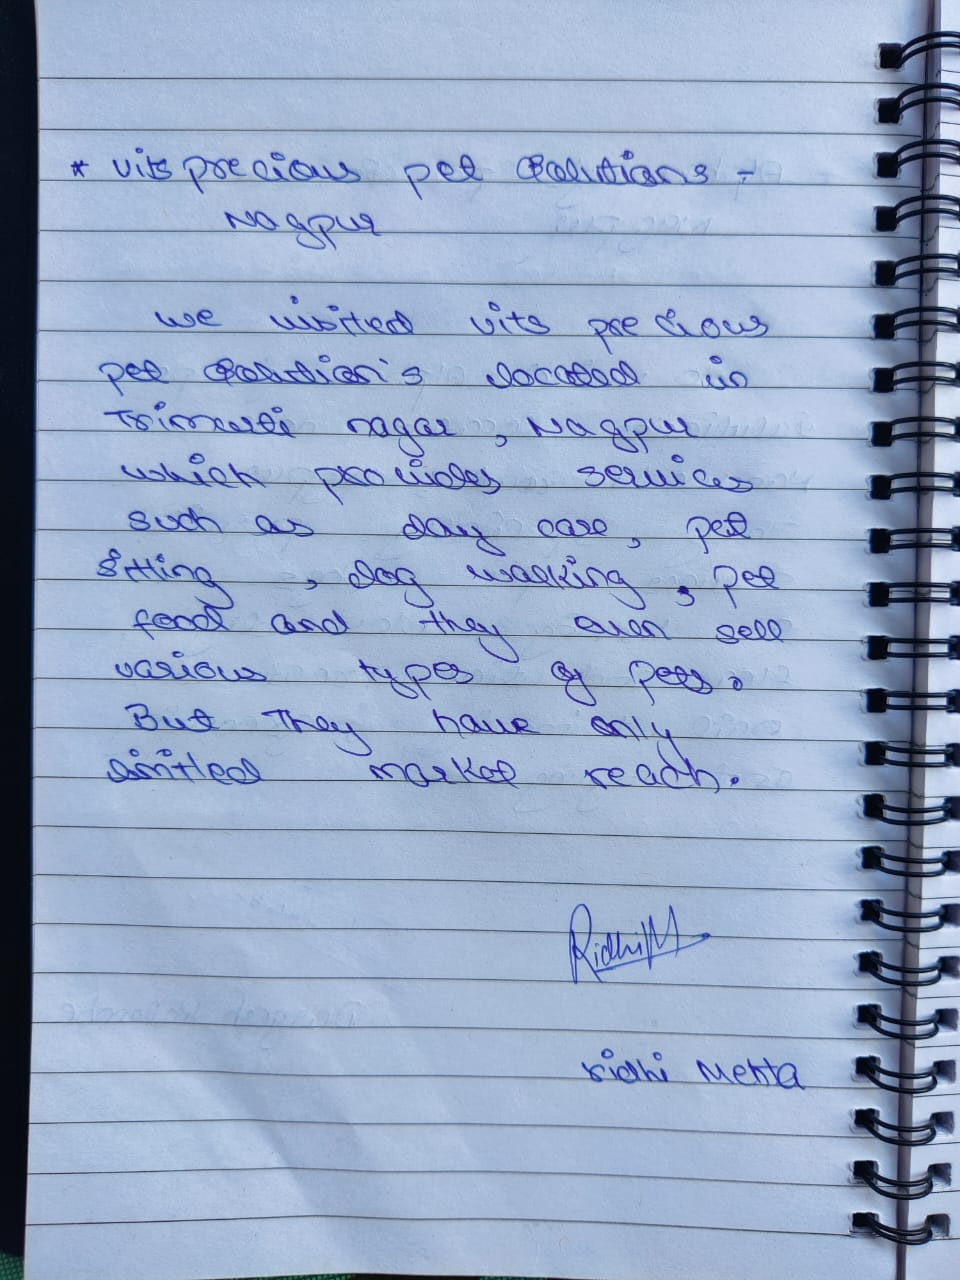 * vits precious pet Solutions -
Nagpur
we visited vits precious
pet Solution's located in
Trimurti nagar, Nagpur
which provides services
such as day care, pet
sitting, dog walking, pet
food and they even sell
various types of pets.
But they have only
limited market reach.
RidhiM
Ridhi Mehta